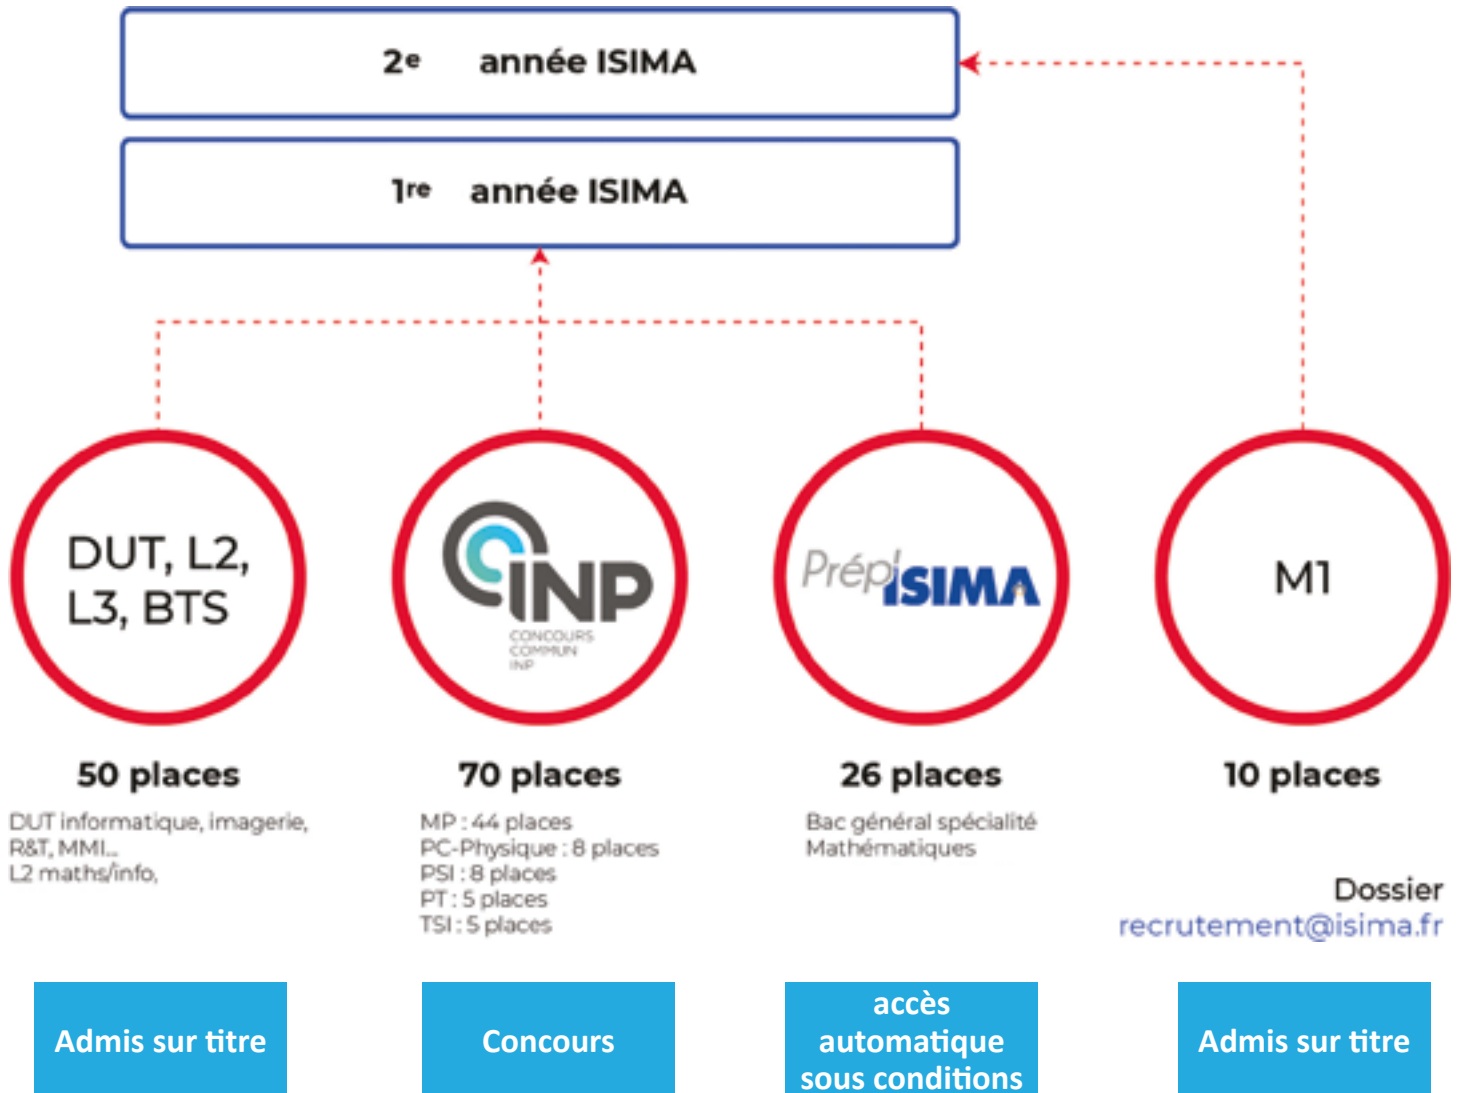 2e année ISIMA
1re année ISIMA
DUT, L2,
L3, BTS
INP
CONCOURS
COMMUN
INP
Prép'ISIMA
M1
50 places
70 places
26 places
10 places
DUT informatique, imagerie,
R&T, MMI...
L2 maths/info,
MP : 44 places
PC-Physique : 8 places
PSI : 8 places
PT : 5 places
TSI : 5 places
Bac général spécialité
Mathématiques
Dossier
recrutement@isima.fr
Admis sur titre
Concours
accès
automatique
sous conditions
Admis sur titre